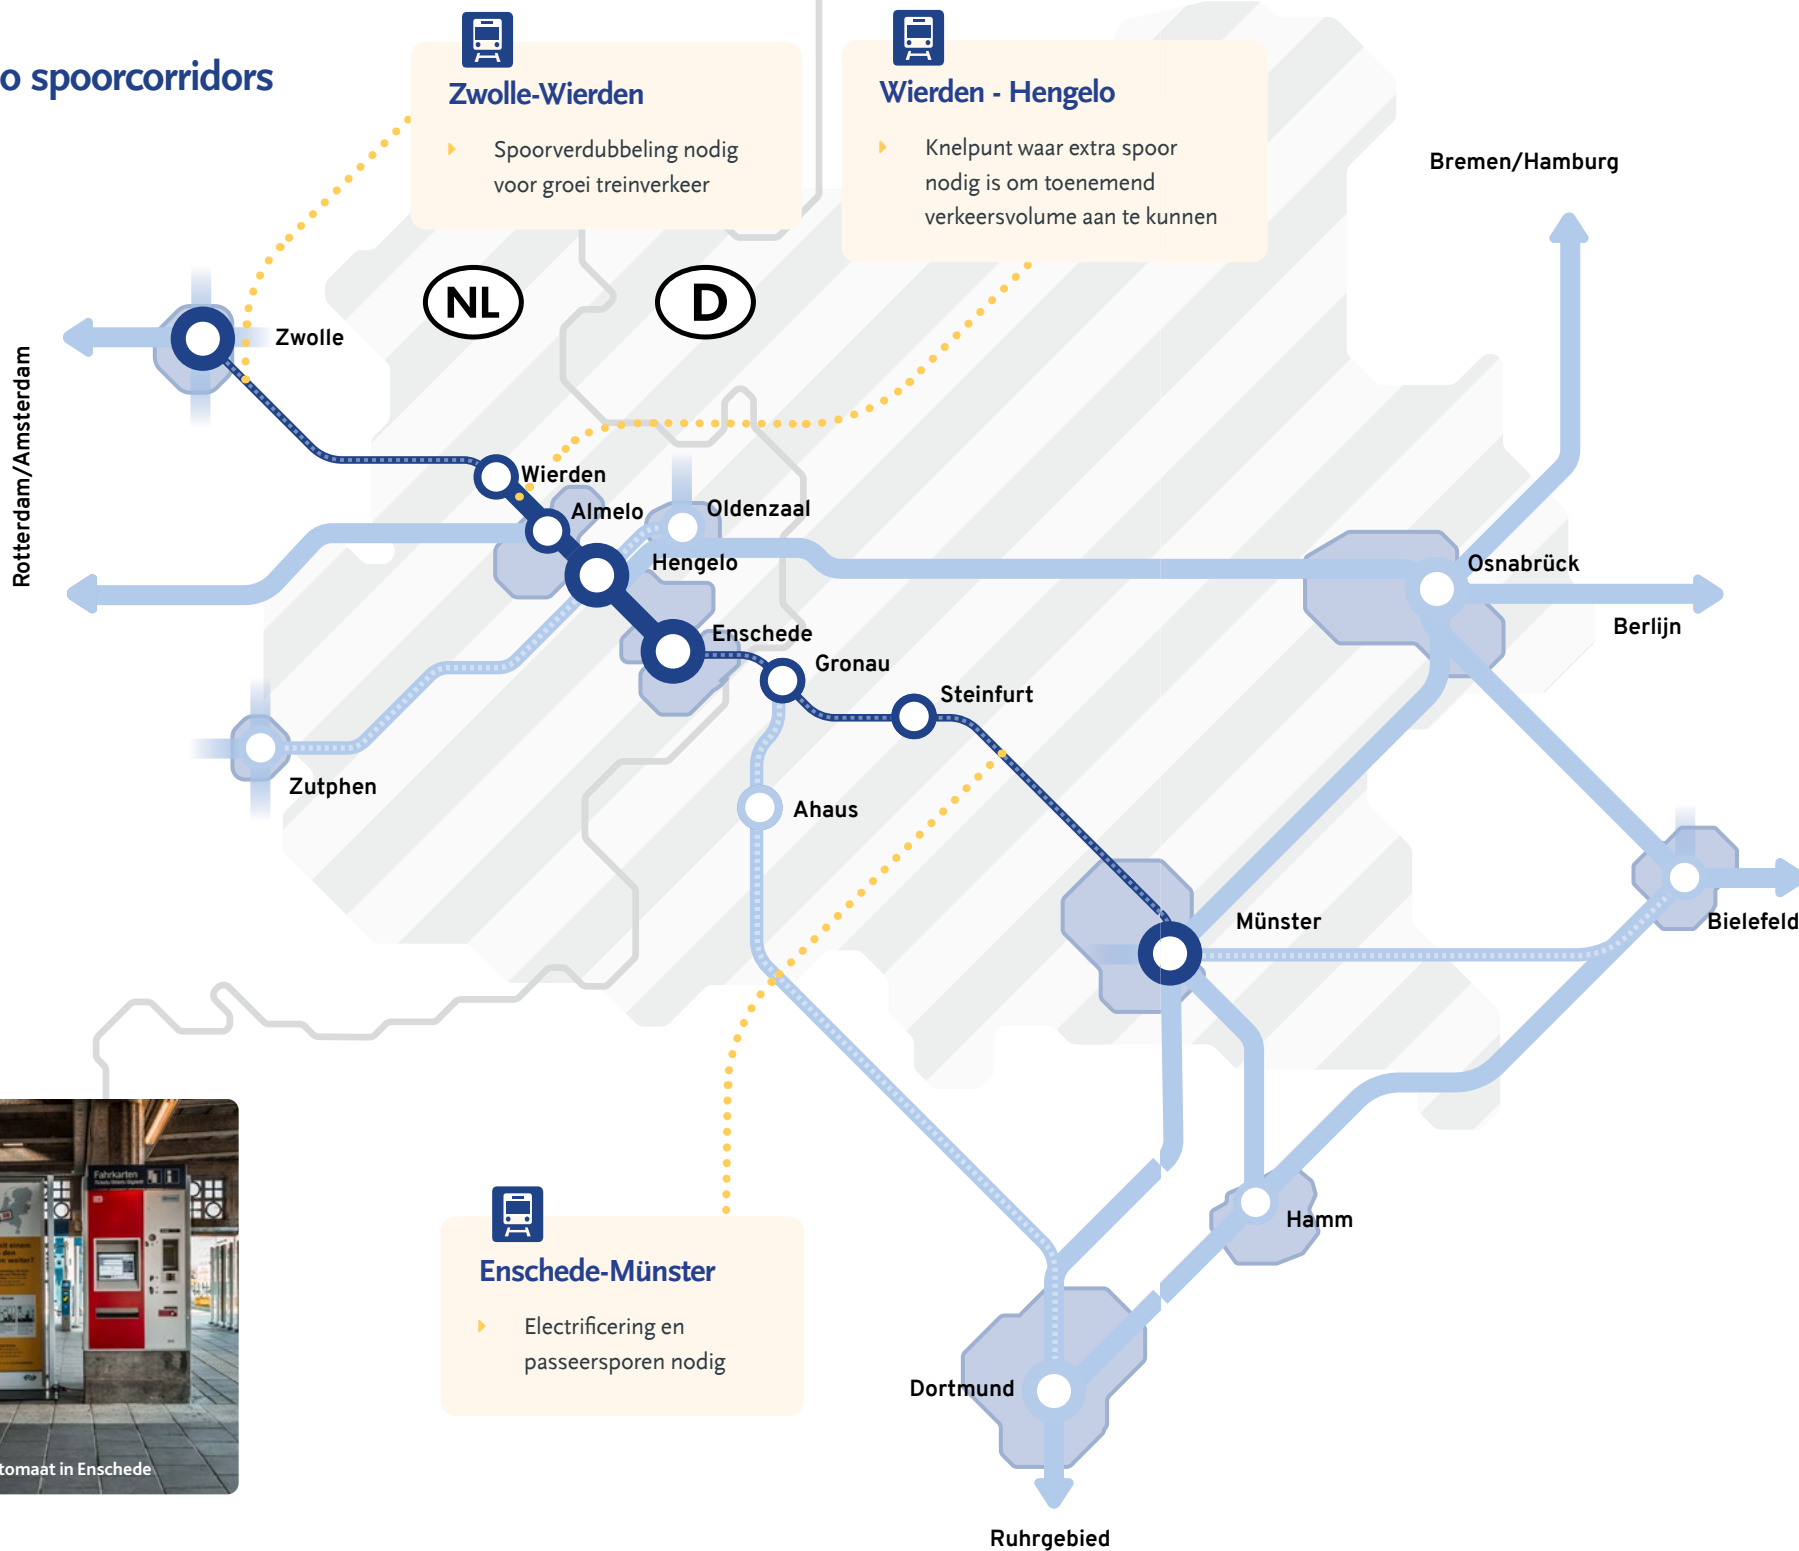 o spoorcorridors
Zwolle-Wierden
Spoorverdubbeling nodig
voor groei treinverkeer
Wierden - Hengelo
Knelpunt waar extra spoor
nodig is om toenemend
verkeersvolume aan te kunnen
Bremen/Hamburg
NL
D
Zwolle
Rotterdam/Amsterdam
Wierden
Almelo
Oldenzaal
Hengelo
Osnabrück
Berlijn
Enschede
Gronau
Steinfurt
Zutphen
Ahaus
Münster
Bielefeld
Fahrkarten
Hamm
Enschede-Münster
Electrificering en
passeersporen nodig
Dortmund
tomaat in Enschede
Ruhrgebied